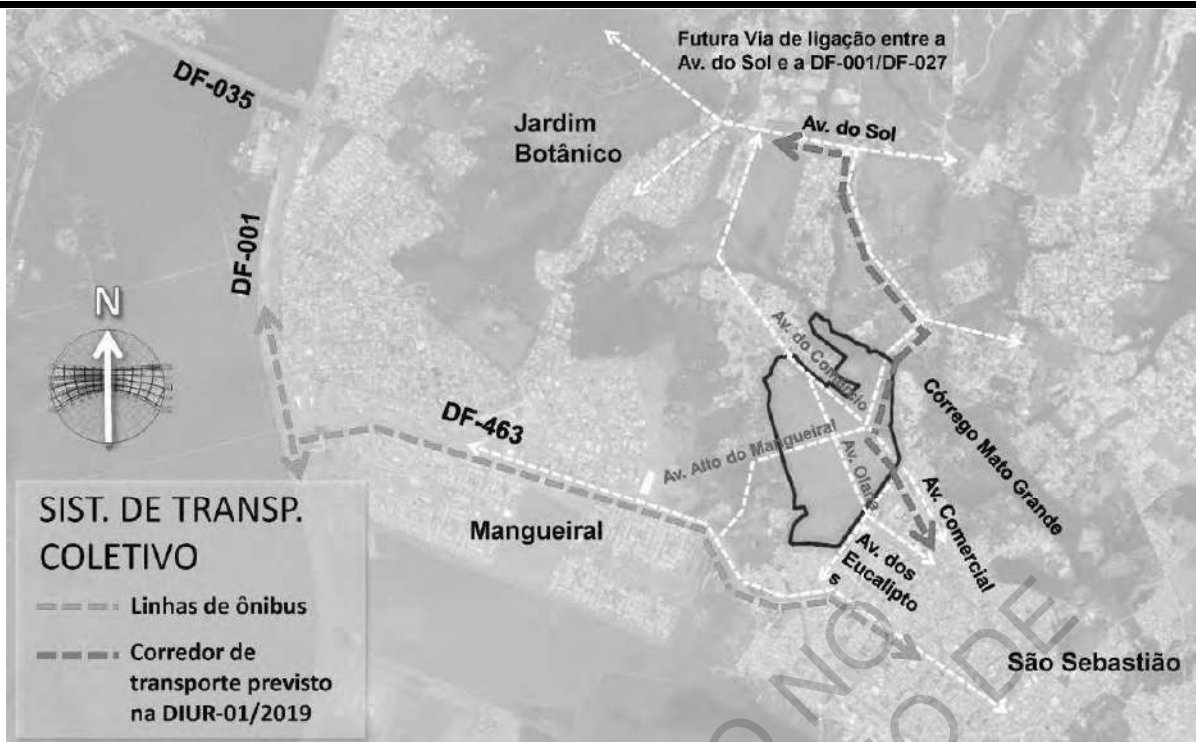 Futura Via de ligação entre a
Av. do Sol e a DF-001/DF-027
DF-035
Jardim
Botânico
Av. do Sol
DF-001
N
Av. do Comércio
Córrego Mato Grande
DF-463
Av. Alto do Mangueiral
Av. Olaria
Av. Comercial
Mangueiral
Av. dos
Eucalipto
s
São Sebastião
SIST. DE TRANSP.
COLETIVO
Linhas de ônibus
Corredor de
transporte previsto
na DIUR-01/2019
O NO
O DE